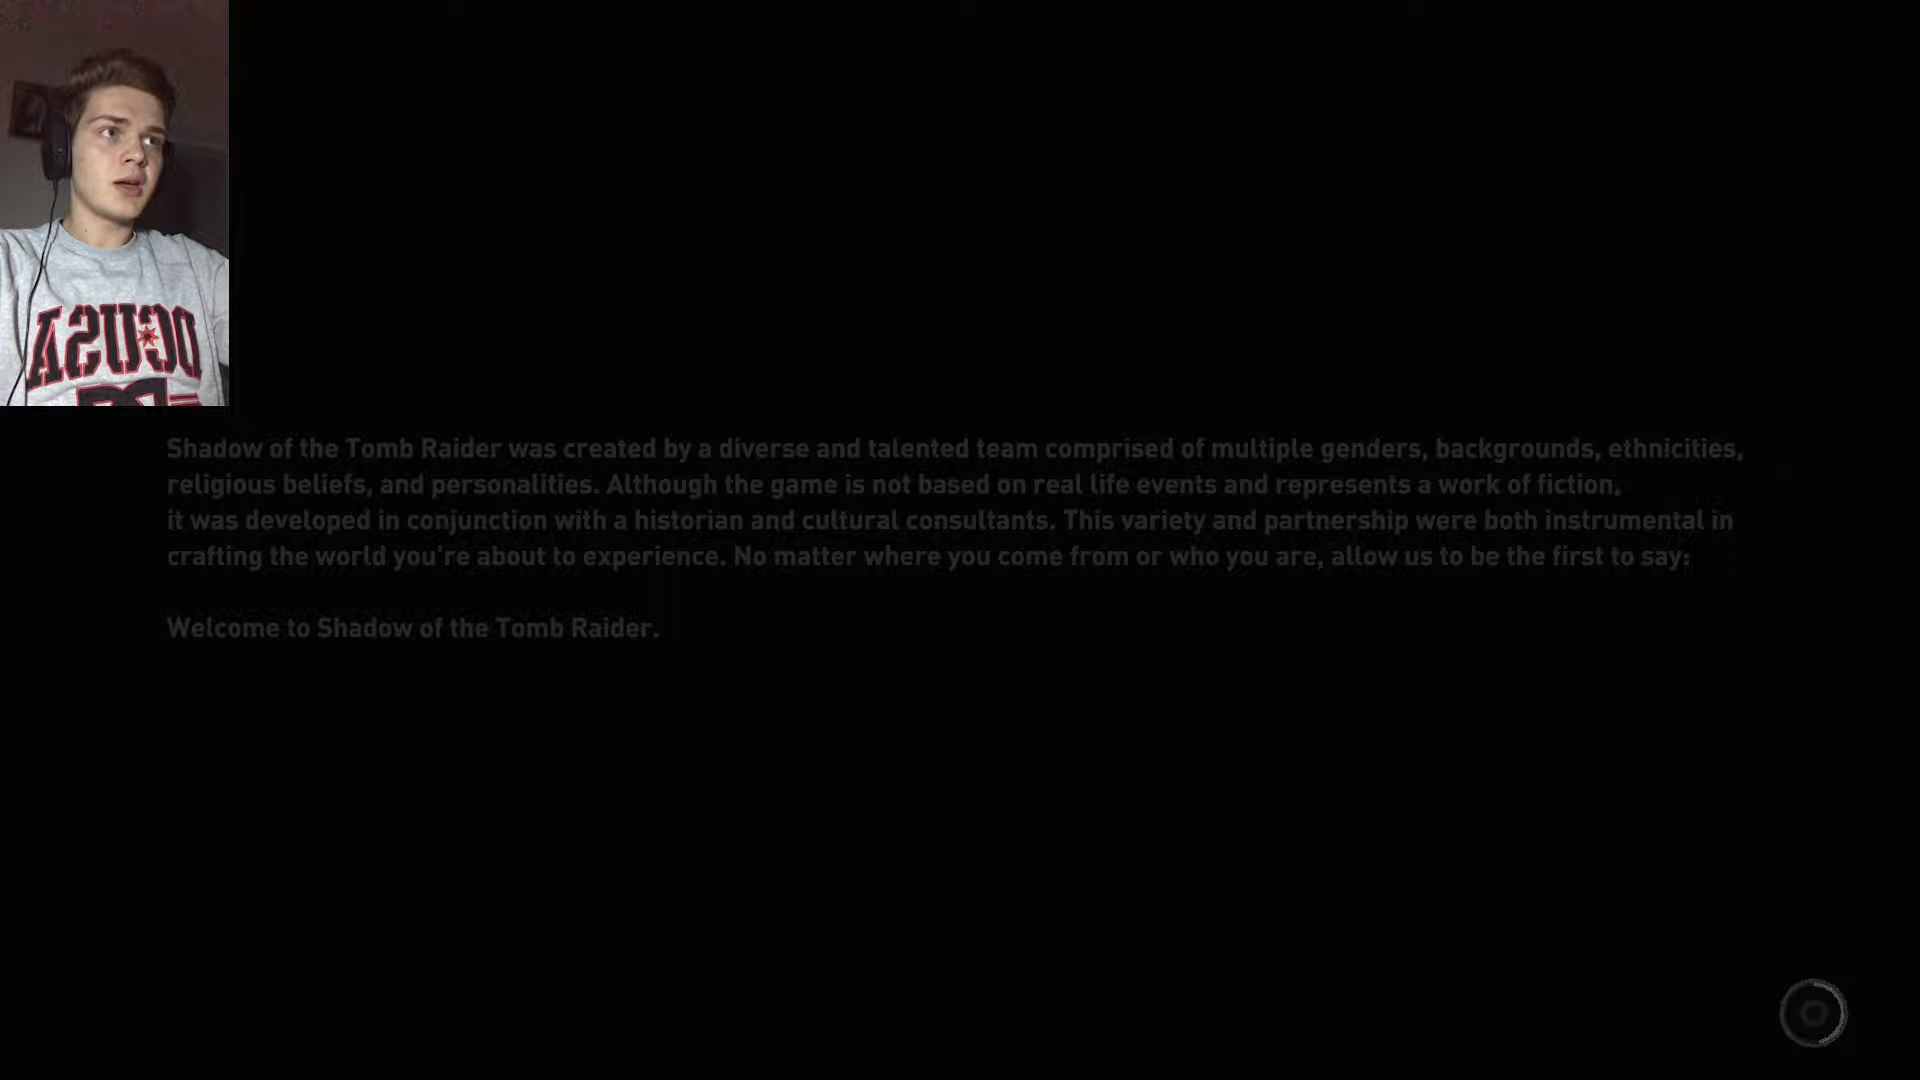 DCUSA
Shadow of the Tomb Raider was created by a diverse and talented team comprised of multiple genders, backgrounds, ethnicities,
religious beliefs, and personalities. Although the game is not based on real life events and represents a work of fiction,
it was developed in conjunction with a historian and cultural consultants. This variety and partnership were both instrumental in
crafting the world you're about to experience. No matter where you come from or who you are, allow us to be the first to say:
Welcome to Shadow of the Tomb Raider.